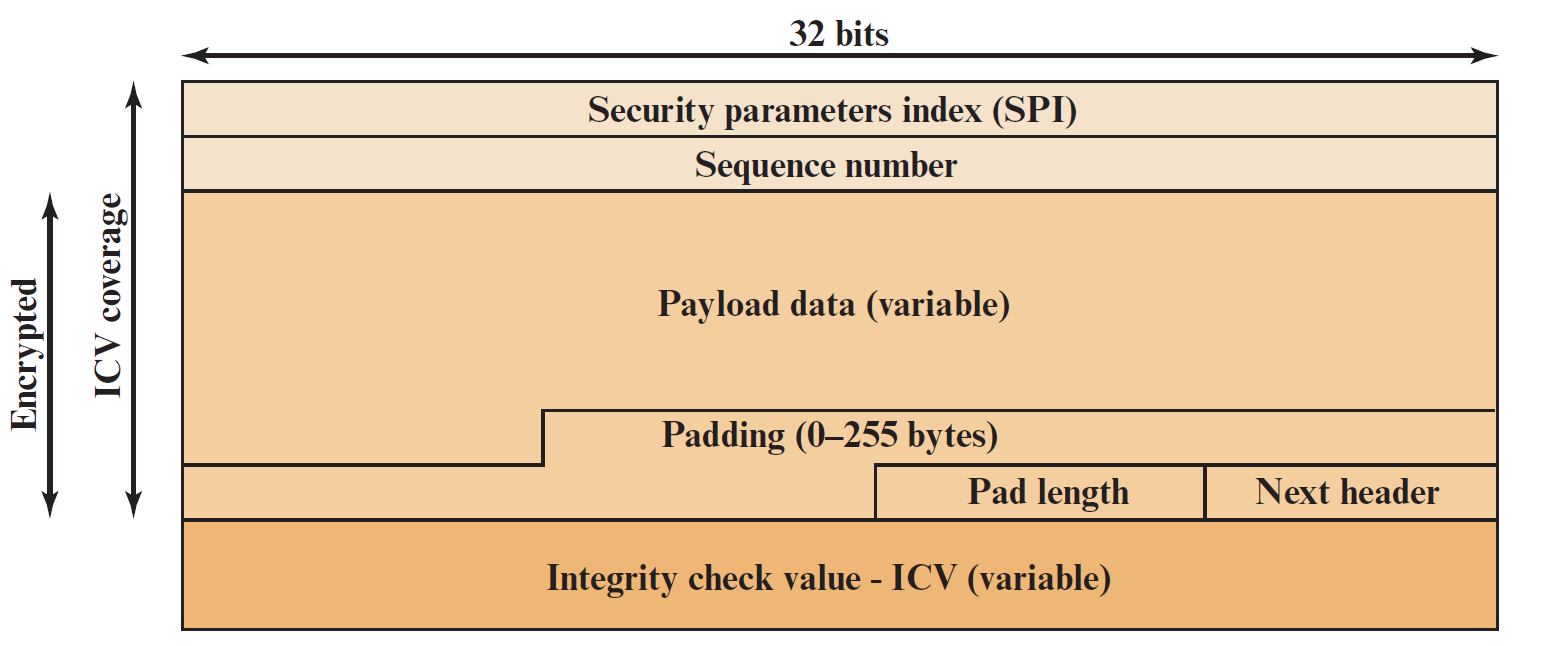 32 bits
Security parameters index (SPI)
Sequence number
Encrypted
ICV coverage
Payload data (variable)
Padding (0–255 bytes)
Pad length
Next header
Integrity check value - ICV (variable)